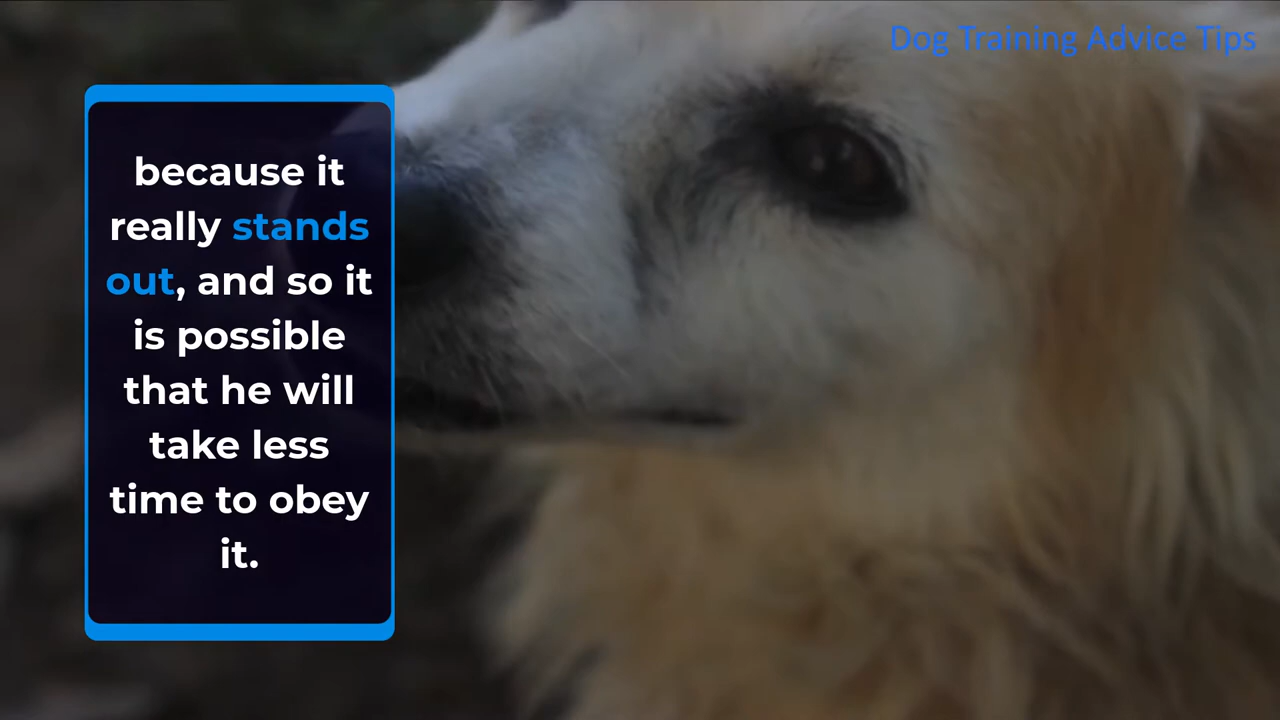 Dog Training Advice Tips
because it
really stands
out, and so it
is possible
that he will
take less
time to obey
it.